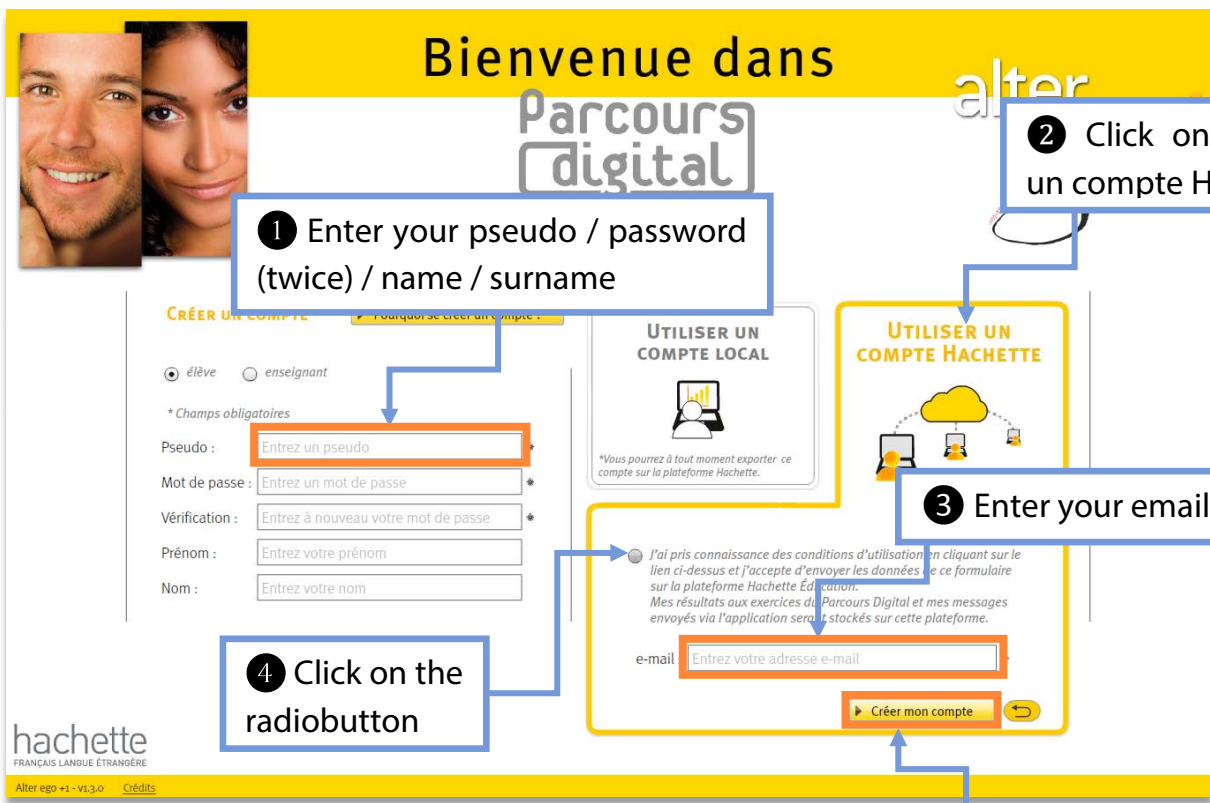 Bienvenue dans
Parcours
digital
alter
❷ Click on
un compte H
❶ Enter your pseudo / password
(twice) / name / surname
CRÉER UN COMPTE
Pourquoi se créer un compte ?
élève
enseignant
* Champs obligatoires
Pseudo : Entrez un pseudo *
Mot de passe : Entrez un mot de passe *
Vérification : Entrez à nouveau votre mot de passe *
Prénom : Entrez votre prénom
Nom : Entrez votre nom
UTILISER UN
COMPTE LOCAL
*Vous pourrez à tout moment exporter ce
compte sur la plateforme Hachette.
UTILISER UN
COMPTE HACHETTE
❸ Enter your email
J'ai pris connaissance des conditions d'utilisation en cliquant sur le
lien ci-dessus et j'accepte d'envoyer les données de ce formulaire
sur la plateforme Hachette Éducation.
Mes résultats aux exercices du Parcours Digital et mes messages
envoyés via l'application seront stockés sur cette plateforme.
e-mail : Entrez votre adresse e-mail
Créer mon compte
❹ Click on the
radiobutton
hachette
FRANÇAIS LANGUE ÉTRANGÈRE
Alter ego +1 - v1.3.0 Crédits